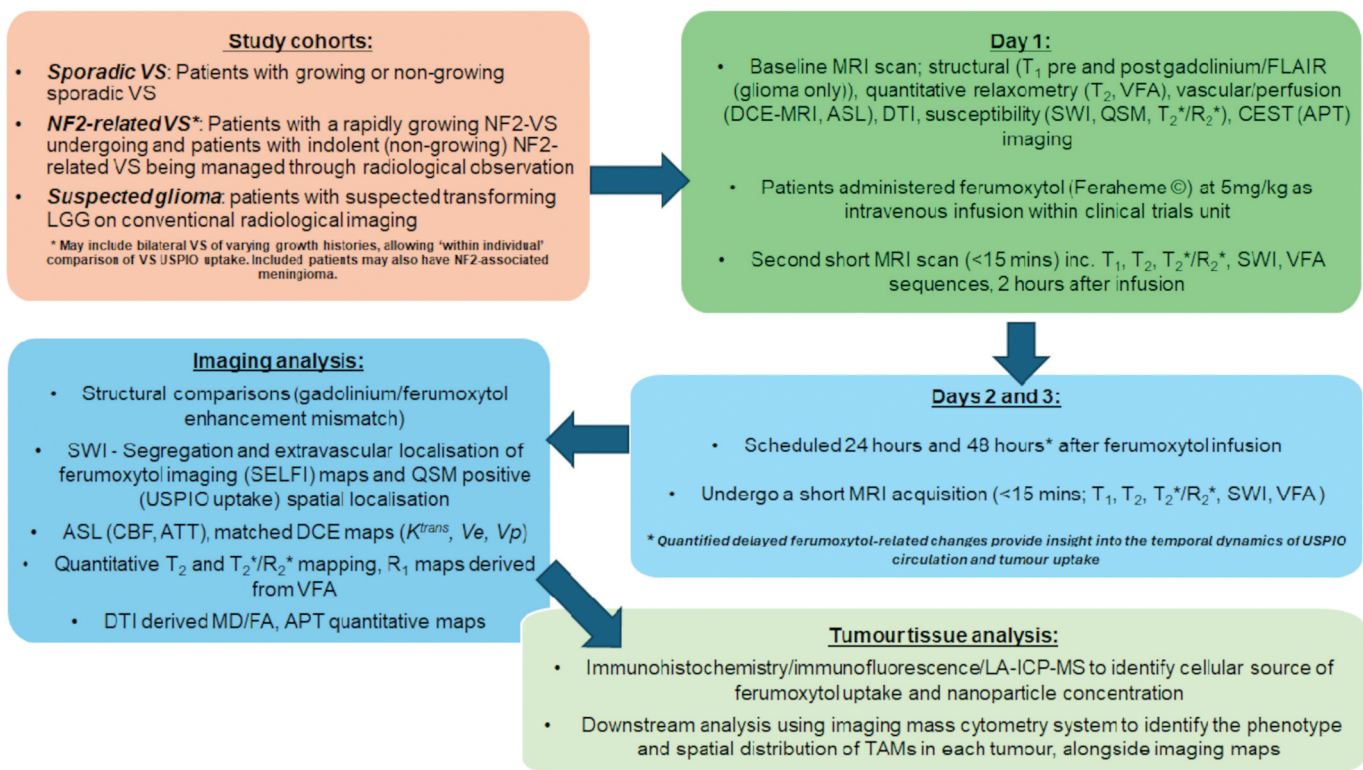 Study cohorts:
• Sporadic VS: Patients with growing or non-growing
sporadic VS
• NF2-related VS*: Patients with a rapidly growing NF2-VS
undergoing and patients with indolent (non-growing) NF2-
related VS being managed through radiological observation
• Suspected glioma: patients with suspected transforming
LGG on conventional radiological imaging
* May include bilateral VS of varying growth histories, allowing 'within individual'
comparison of VS USPIO uptake. Included patients may also have NF2-associated
meningioma.
Day 1:
• Baseline MRI scan; structural (T1 pre and post gadolinium/FLAIR
(glioma only)), quantitative relaxometry (T2, VFA), vascular/perfusion
(DCE-MRI, ASL), DTI, susceptibility (SWI, QSM, T2*/R2*), CEST (APT)
imaging
• Patients administered ferumoxytol (Feraheme ©) at 5mg/kg as
intravenous infusion within clinical trials unit
• Second short MRI scan (<15 mins) inc. T1, T2, T2*/R2*, SWI, VFA
sequences, 2 hours after infusion
Days 2 and 3:
• Scheduled 24 hours and 48 hours* after ferumoxytol infusion
• Undergo a short MRI acquisition (<15 mins; T1, T2, T2*/R2*, SWI, VFA)
* Quantified delayed ferumoxytol-related changes provide insight into the temporal dynamics of USPIO
circulation and tumour uptake
Imaging analysis:
• Structural comparisons (gadolinium/ferumoxytol
enhancement mismatch)
• SWI - Segregation and extravascular localisation of
ferumoxytol imaging (SELFI) maps and QSM positive
(USPIO uptake) spatial localisation
• ASL (CBF, ATT), matched DCE maps (Ktrans, Ve, Vp)
• Quantitative T2 and T2*/R2* mapping, R1 maps derived
from VFA
• DTI derived MD/FA, APT quantitative maps
Tumour tissue analysis:
• Immunohistochemistry/immunofluorescence/LA-ICP-MS to identify cellular source of
ferumoxytol uptake and nanoparticle concentration
• Downstream analysis using imaging mass cytometry system to identify the phenotype
and spatial distribution of TAMs in each tumour, alongside imaging maps